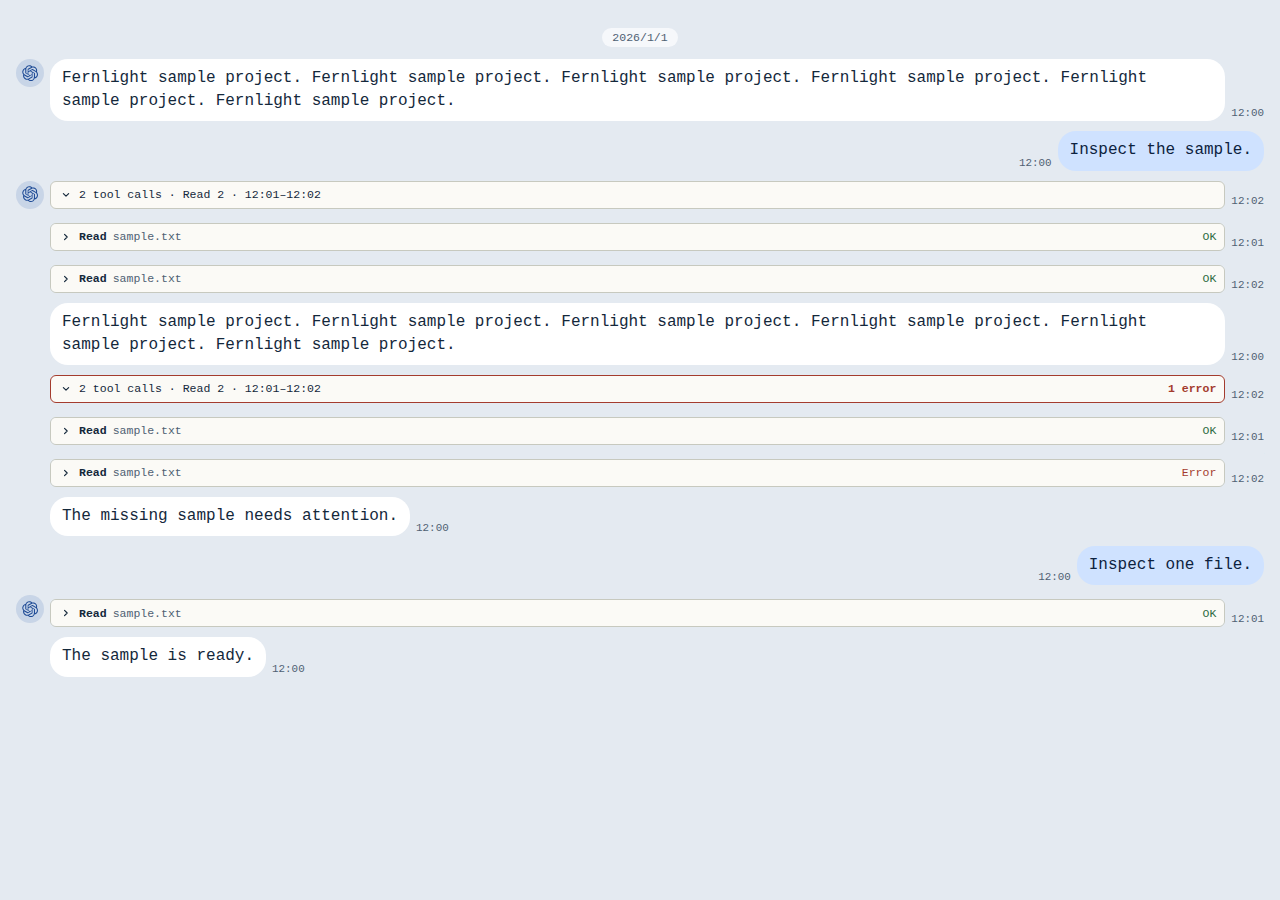 2026/1/1
Fernlight sample project. Fernlight sample project. Fernlight sample project. Fernlight sample project. Fernlight
sample project. Fernlight sample project.
12:00
Inspect the sample.
12:00
2 tool calls · Read 2 · 12:01–12:02
12:02
Read sample.txt OK
12:01
Read sample.txt OK
12:02
Fernlight sample project. Fernlight sample project. Fernlight sample project. Fernlight sample project. Fernlight
sample project. Fernlight sample project.
12:00
2 tool calls · Read 2 · 12:01–12:02 1 error
12:02
Read sample.txt OK
12:01
Read sample.txt Error
12:02
The missing sample needs attention.
12:00
Inspect one file.
12:00
Read sample.txt OK
12:01
The sample is ready.
12:00